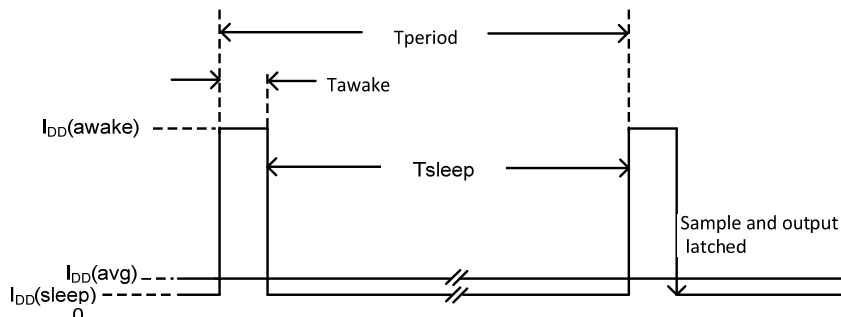 Tperiod
Tawake
IDD(awake)
Tsleep
Sample and output
latched
IDD(avg)
IDD(sleep)
0